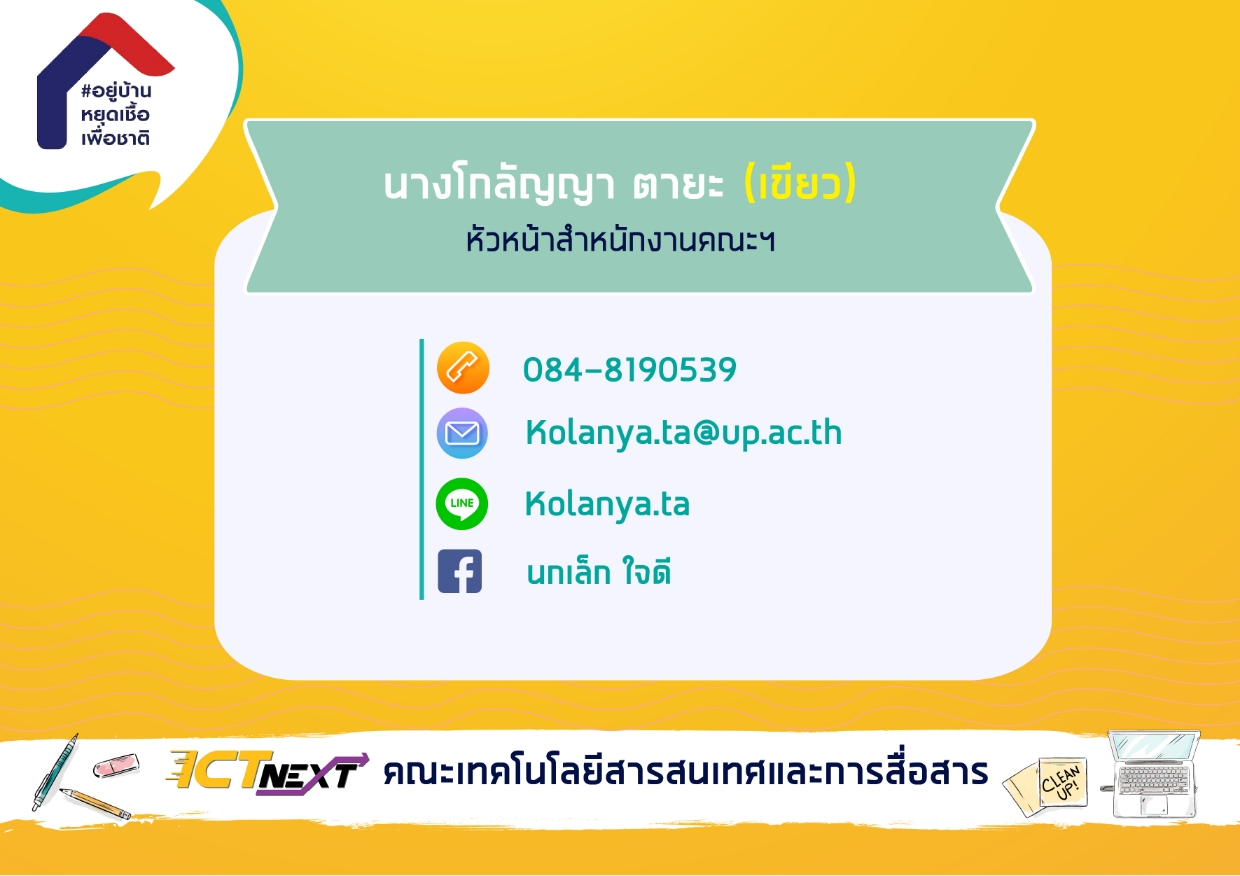 #อยู่บ้าน
หยุดเชื้อ
เพื่อชาติ
นางโกลัญญา ตายะ (เขียว)
หัวหน้าสำหนักงานคณะฯ
084-8190539
Kolanya.ta@up.ac.th
LINE
Kolanya.ta
นกเล็ก ใจดี
ICT NEXT คณะเทคโนโลยีสารสนเทศและการสื่อสาร
CLEAN
UP!